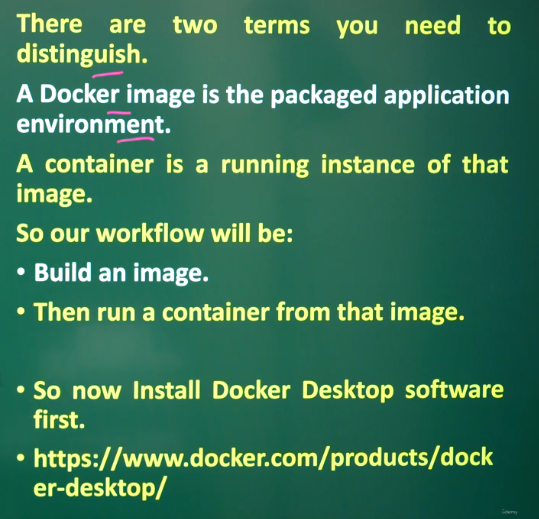 There are two terms you need to
distinguish.
A Docker image is the packaged application
environment.
A container is a running instance of that
image.
So our workflow will be:
• Build an image.
• Then run a container from that image.
• So now Install Docker Desktop software
first.
• https://www.docker.com/products/dock
er-desktop/